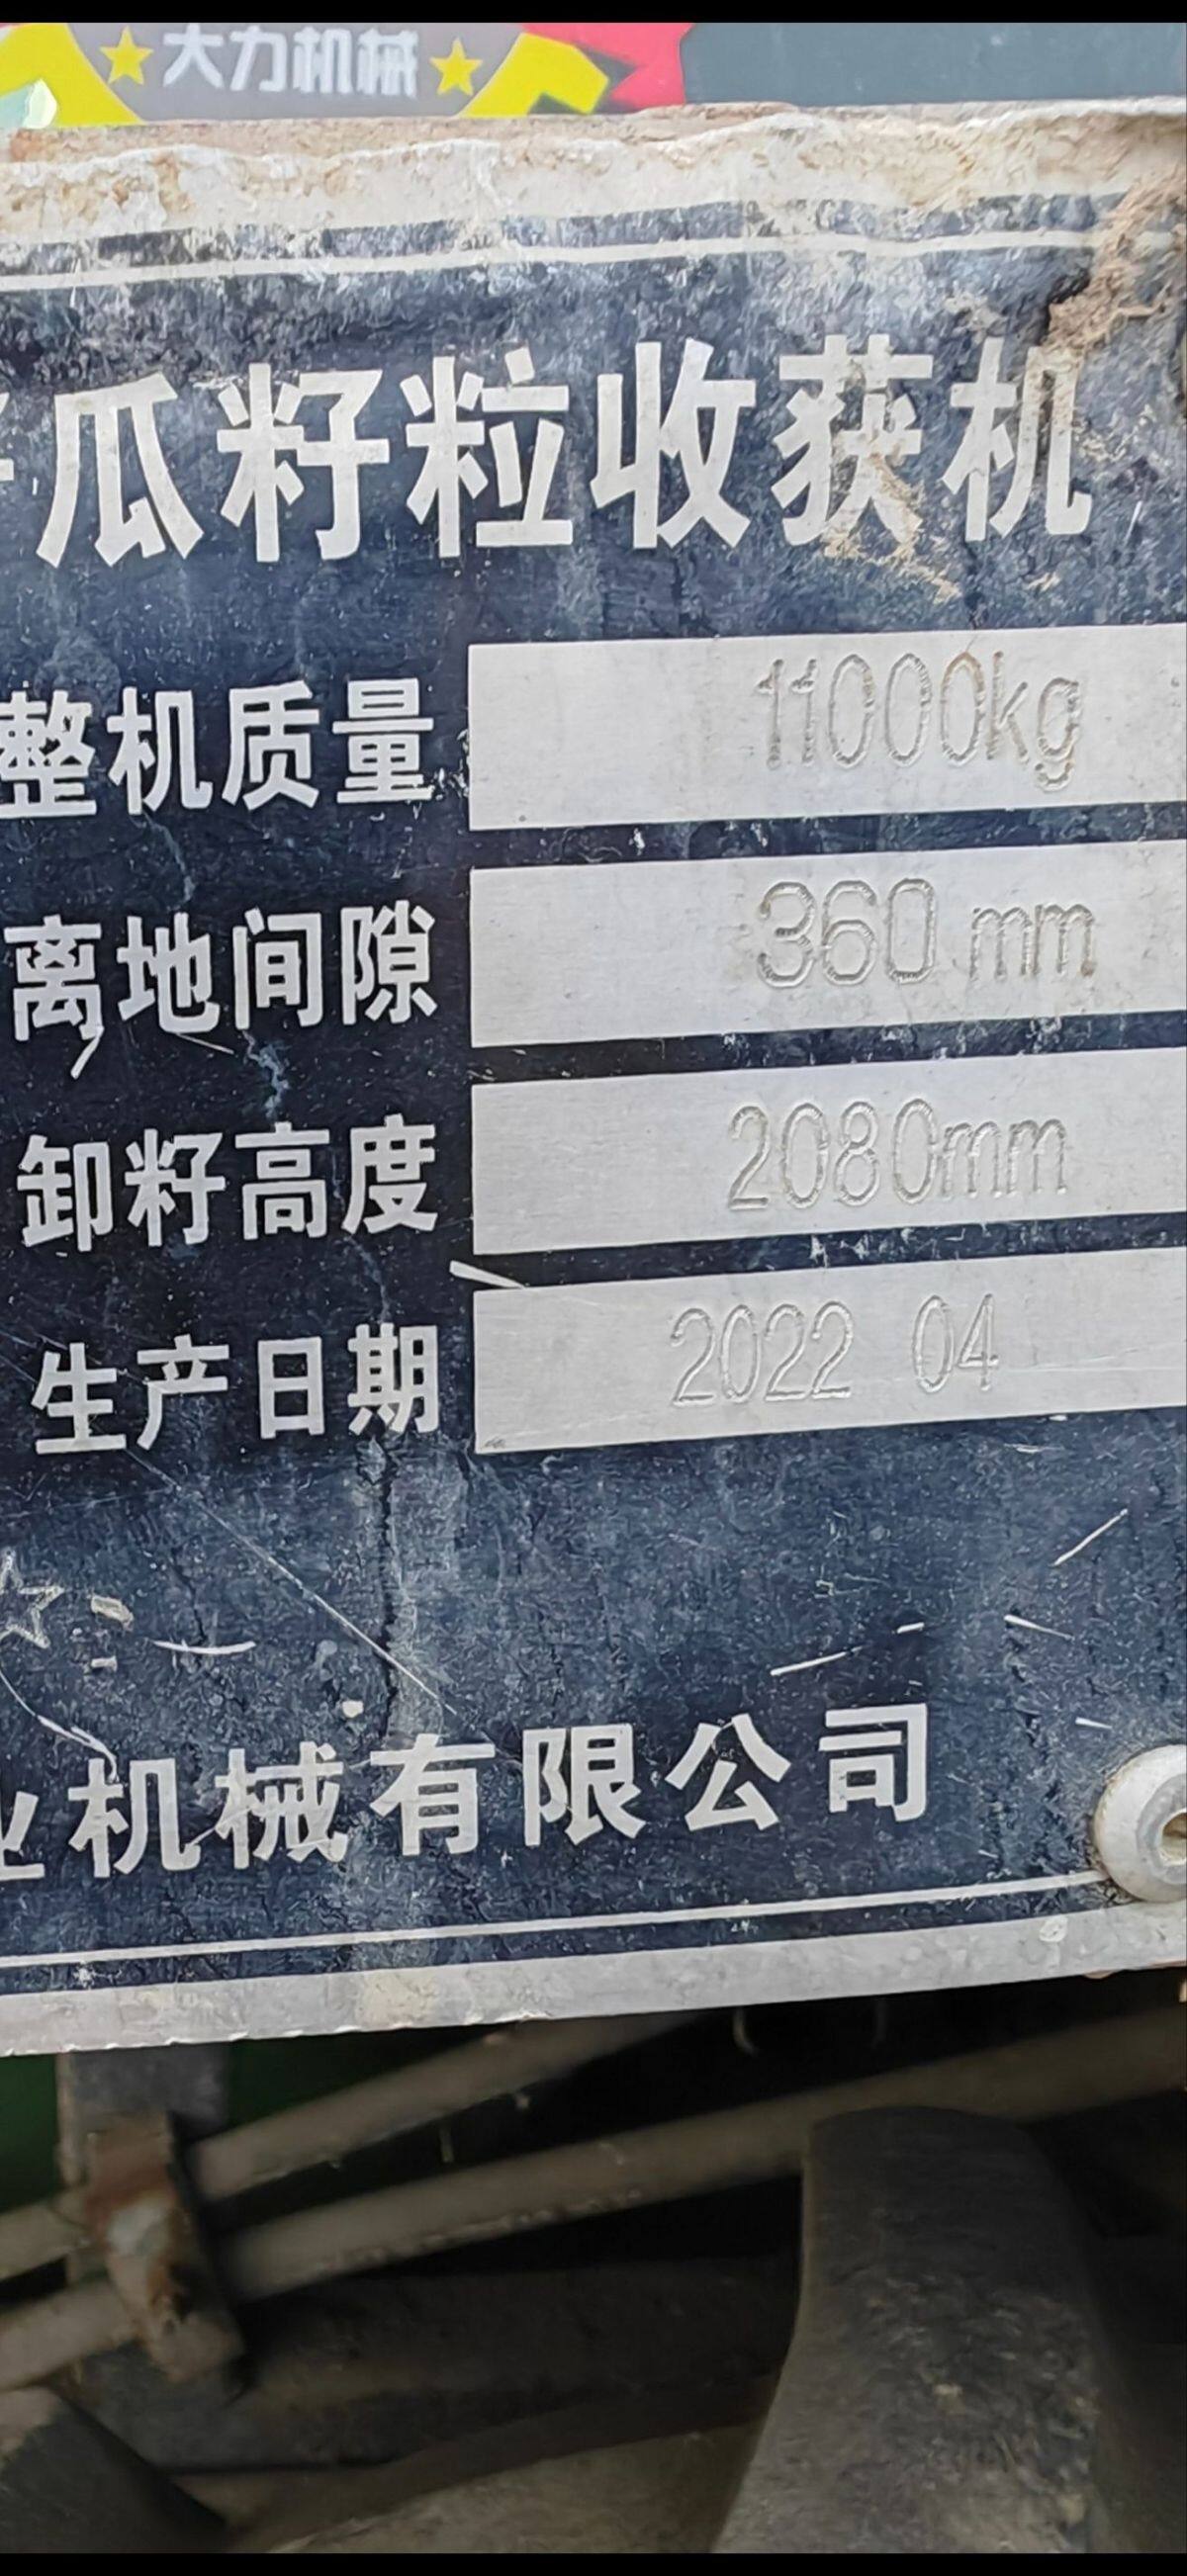 大力机械
瓜籽粒收获机
整机质量 11000kg
离地间隙 360 mm
卸籽高度 2080mm
生产日期 2022 04
业机械有限公司